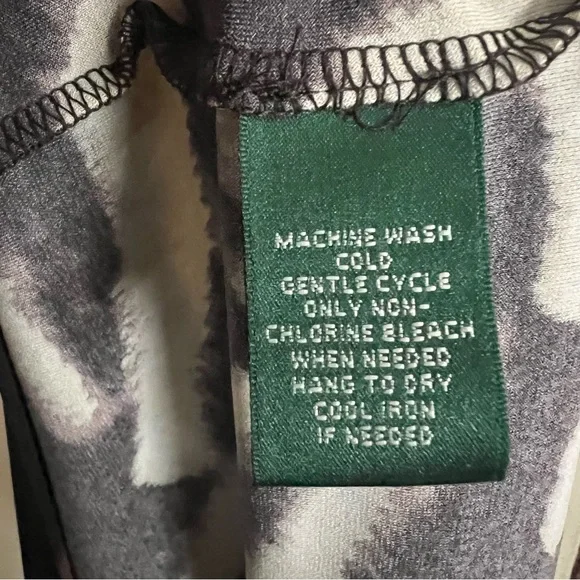 MACHINE WASH
COLD
GENTLE CYCLE
ONLY NON-
CHLORINE BLEACH
WHEN NEEDED
HANG TO DRY
COOL IRON
IF NEEDED